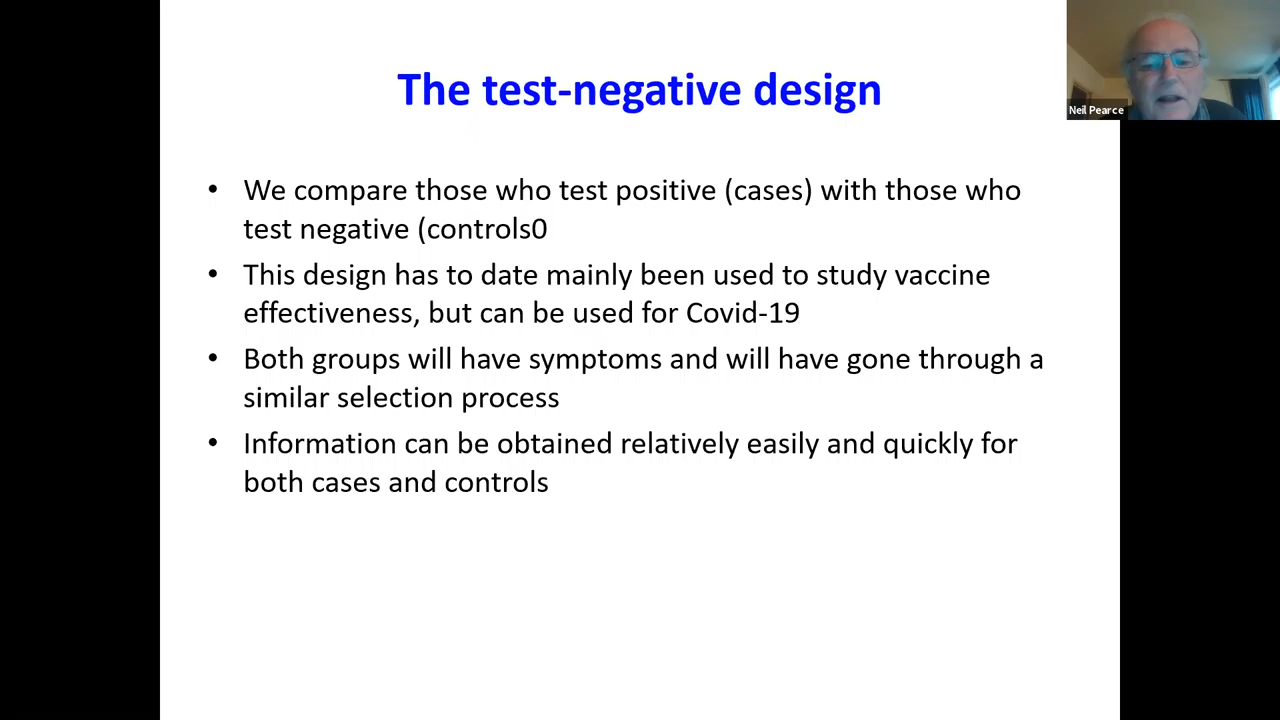 The test-negative design
Neil Pearce
• We compare those who test positive (cases) with those who
test negative (controls0
• This design has to date mainly been used to study vaccine
effectiveness, but can be used for Covid-19
• Both groups will have symptoms and will have gone through a
similar selection process
• Information can be obtained relatively easily and quickly for
both cases and controls